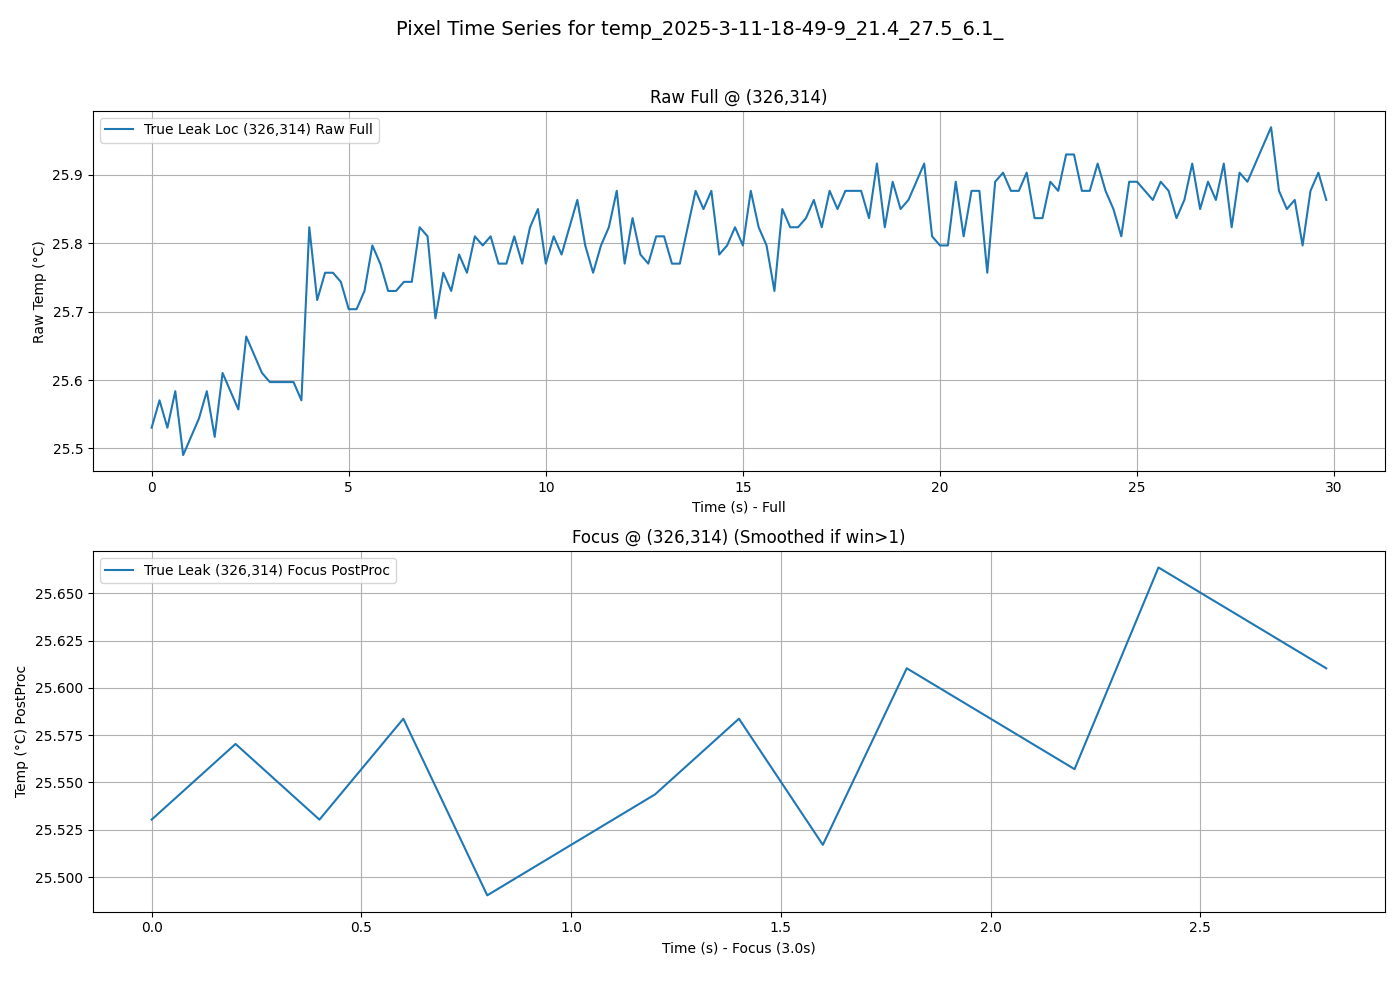 Pixel Time Series for temp_2025-3-11-18-49-9_21.4_27.5_6.1_
Raw Full @ (326,314)
True Leak Loc (326,314) Raw Full
Raw Temp (°C)
25.9
25.8
25.7
25.6
25.5
0
5
10
15
20
25
30
Time (s) - Full
Focus @ (326,314) (Smoothed if win>1)
True Leak (326,314) Focus PostProc
Temp (°C) PostProc
25.650
25.625
25.600
25.575
25.550
25.525
25.500
0.0
0.5
1.0
1.5
2.0
2.5
Time (s) - Focus (3.0s)